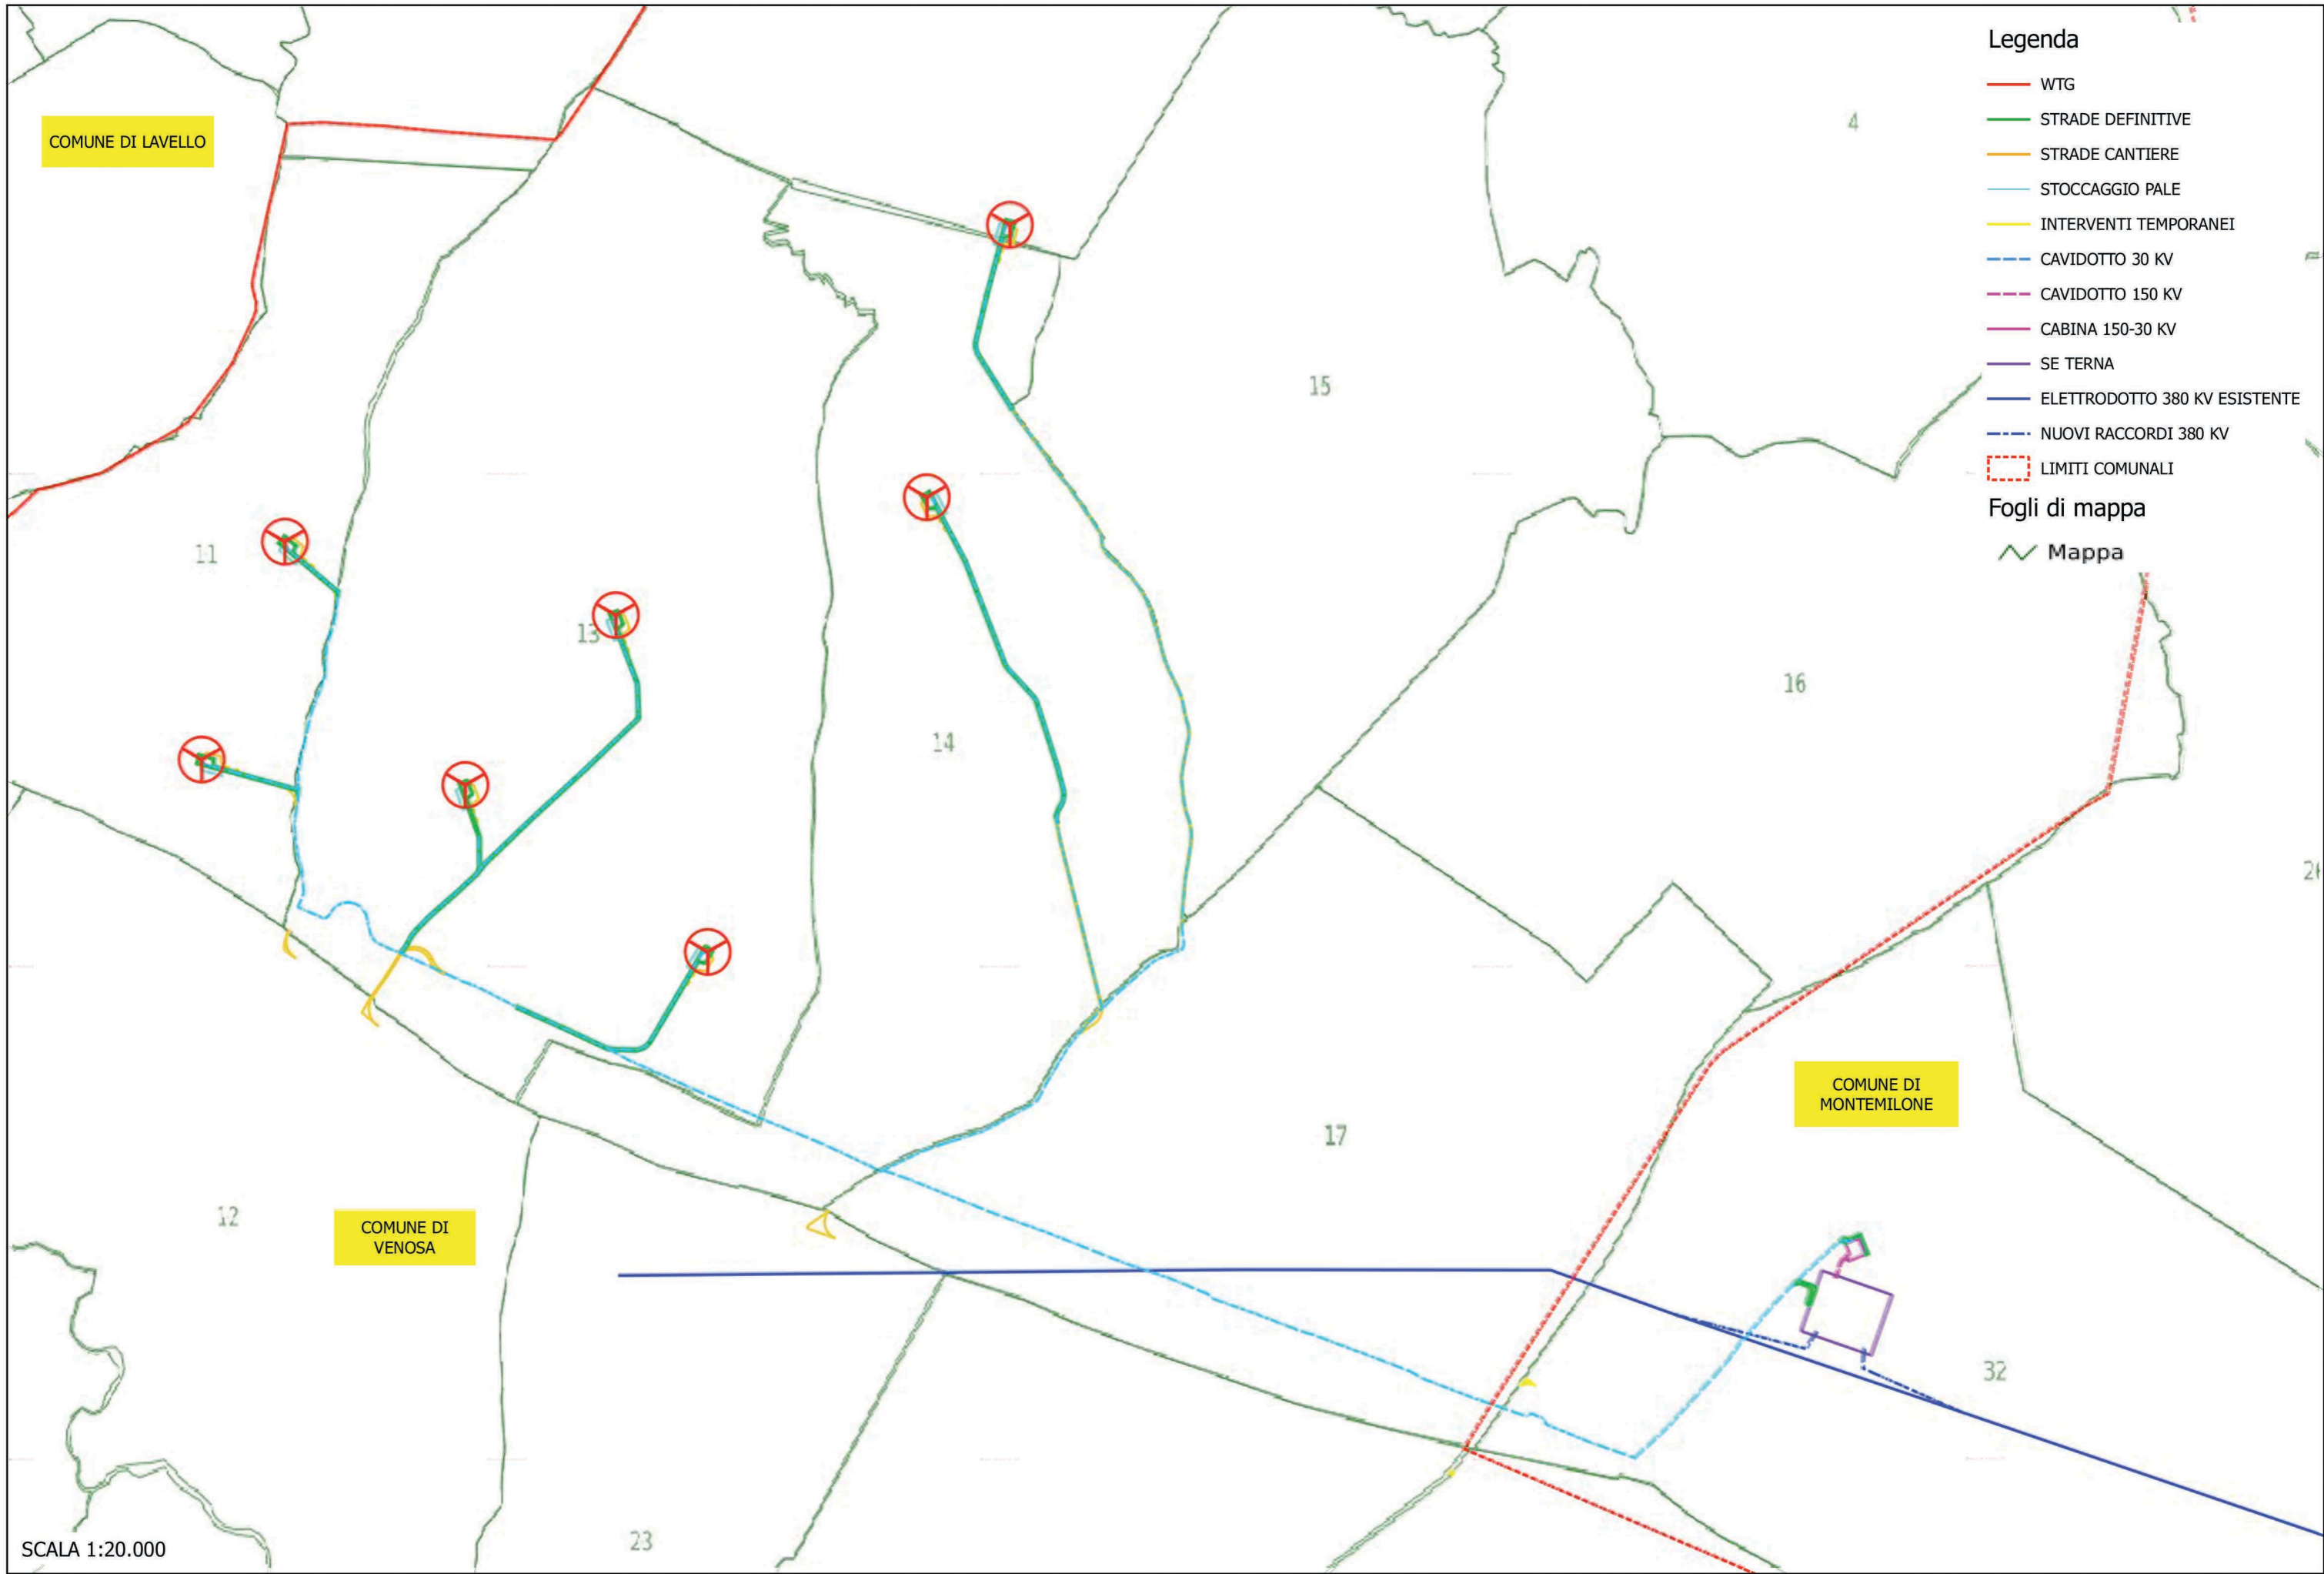 Legenda
WTG
STRADE DEFINITIVE
STRADE CANTIERE
STOCCAGGIO PALE
INTERVENTI TEMPORANEI
CAVIDOTTO 30 KV
CAVIDOTTO 150 KV
CABINA 150-30 KV
SE TERNA
ELETTRODOTTO 380 KV ESISTENTE
NUOVI RACCORDI 380 KV
LIMITI COMUNALI
Fogli di mappa
Mappa
4
COMUNE DI LAVELLO
15
11
13
16
14
COMUNE DI
MONTEMILONE
17
12
COMUNE DI
VENOSA
32
23
SCALA 1:20.000